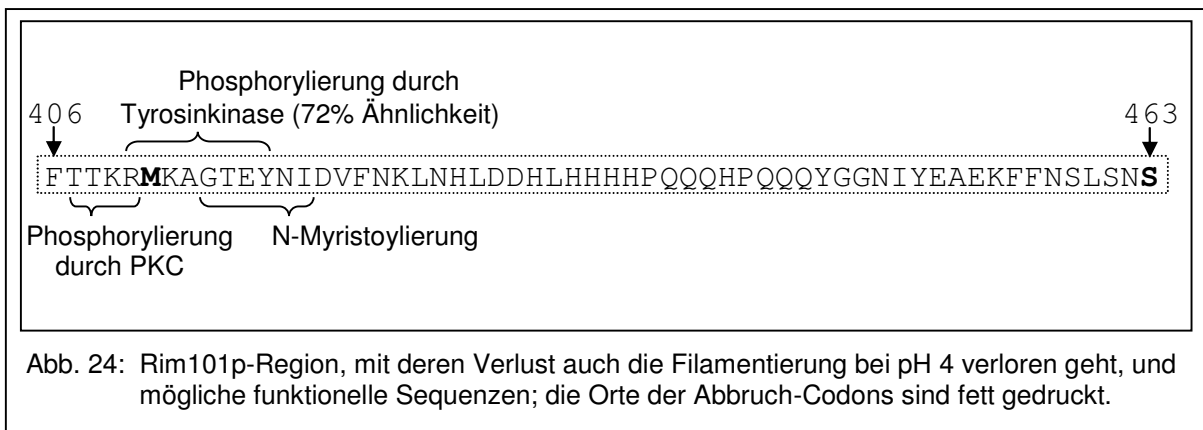 Phosphorylierung durch
406 Tyrosinkinase (72% Ähnlichkeit) 463
FTTKRMKAGTEYNIDVFNKLNHLDDHLHHHHPQQQHPQQQYGGNIYEAEKFFNSLSNS
Phosphorylierung N-Myristoylierung
durch PKC
Abb. 24: Rim101p-Region, mit deren Verlust auch die Filamentierung bei pH 4 verloren geht, und
mögliche funktionelle Sequenzen; die Orte der Abbruch-Codons sind fett gedruckt.